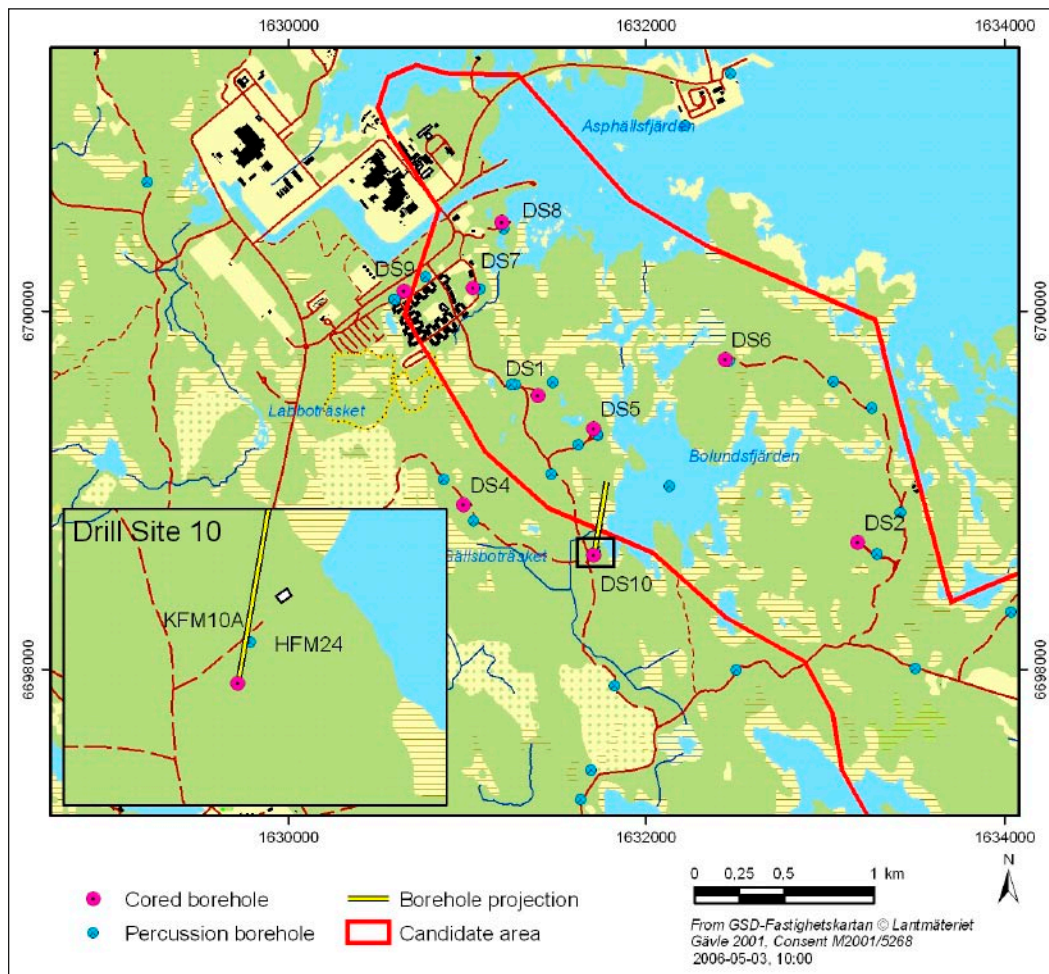 1630000
1632000
1634000
Asphällsfjärden
DS8
DS9
DS7
6700000
6700000
DS6
DS1
Labboträsket
DS5
Bolundsfjärden
DS4
DS2
Drill Site 10
Gällsboträsket
DS10
KFM10A
HFM24
6698000
6698000
1630000
1632000
1634000
Cored borehole
Borehole projection
Percussion borehole
Candidate area
0 0,25 0,5 1 km
N
From GSD-Fastighetskartan © Lantmäteriet
Gävle 2001, Consent M2001/5268
2006-05-03, 10:00